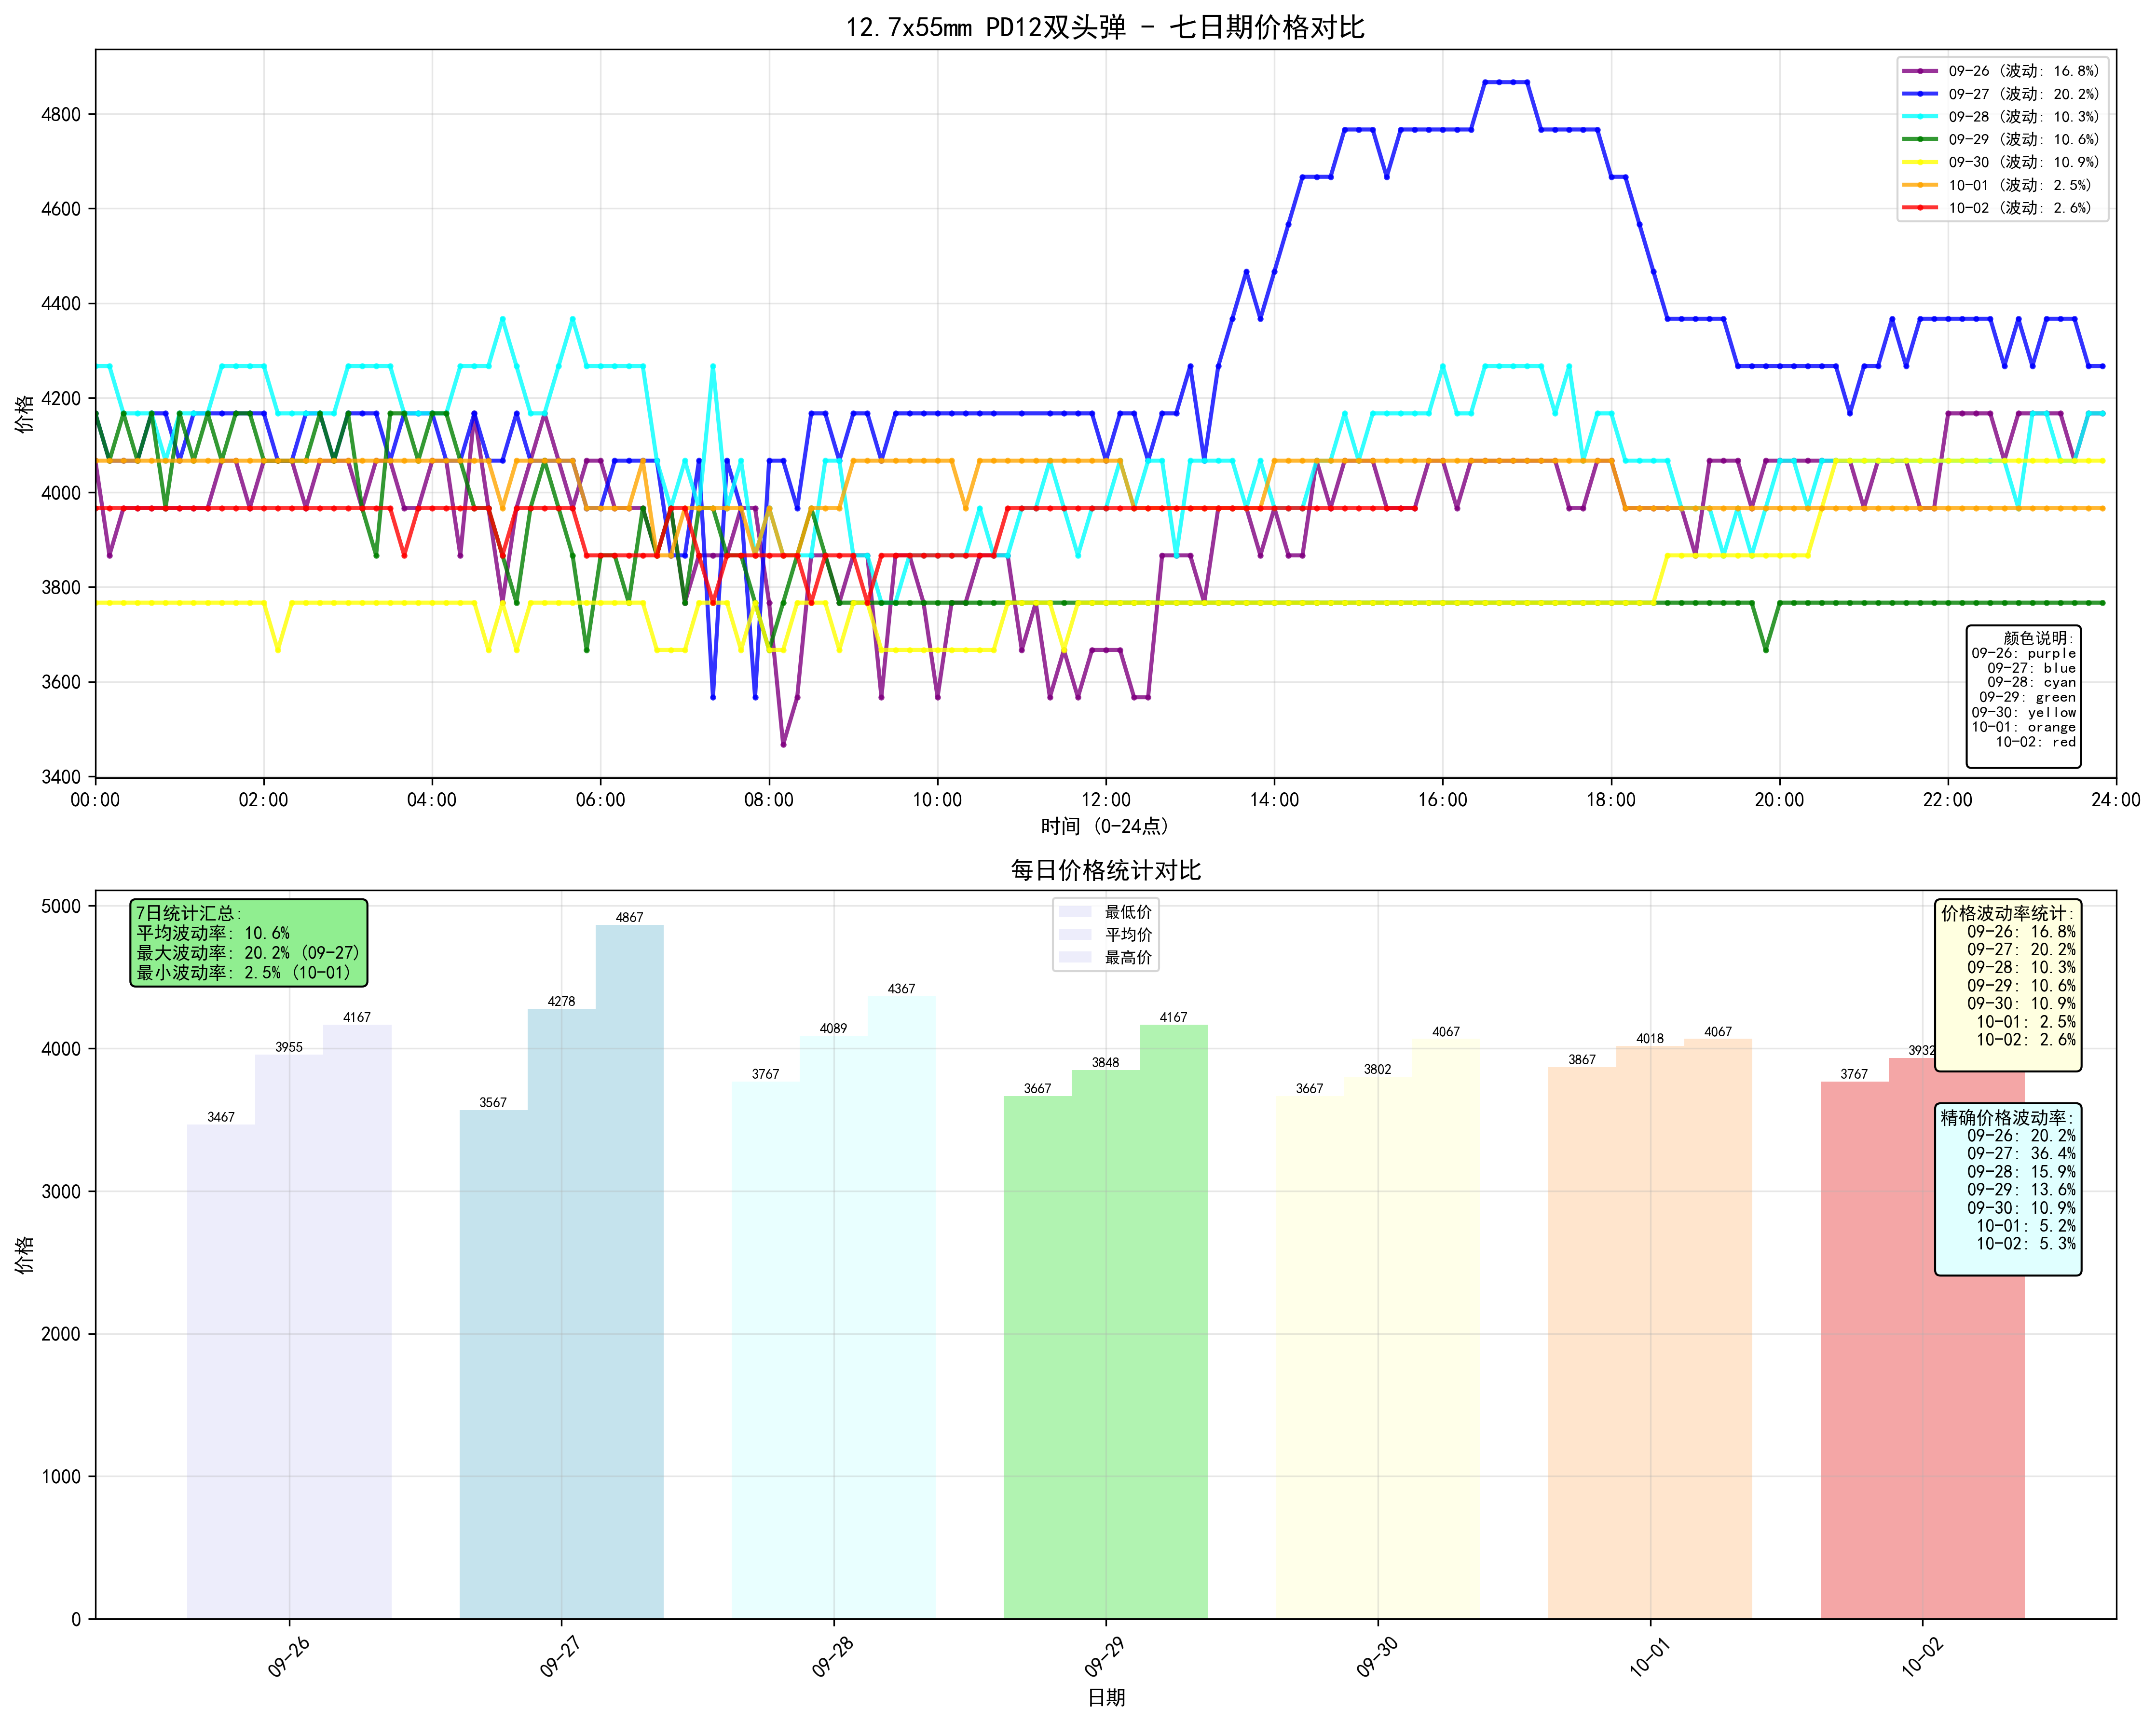 12.7x55mm PD12双头弹 - 七日期价格对比
09-26 (波动: 16.8%)
09-27 (波动: 20.2%)
09-28 (波动: 10.3%)
09-29 (波动: 10.6%)
09-30 (波动: 10.9%)
10-01 (波动: 2.5%)
10-02 (波动: 2.6%)
价格
4800
4600
4400
4200
4000
3800
3600
3400
颜色说明:
09-26: purple
09-27: blue
09-28: cyan
09-29: green
09-30: yellow
10-01: orange
10-02: red
00:00 02:00 04:00 06:00 08:00 10:00 12:00 14:00 16:00 18:00 20:00 22:00 24:00
时间 (0-24点)
每日价格统计对比
7日统计汇总:
平均波动率: 10.6%
最大波动率: 20.2% (09-27)
最小波动率: 2.5% (10-01)
最低价
平均价
最高价
价格波动率统计:
09-26: 16.8%
09-27: 20.2%
09-28: 10.3%
09-29: 10.6%
09-30: 10.9%
10-01: 2.5%
10-02: 2.6%
精确价格波动率:
09-26: 20.2%
09-27: 36.4%
09-28: 15.9%
09-29: 13.6%
09-30: 10.9%
10-01: 5.2%
10-02: 5.3%
价格
5000
4000
3000
2000
1000
0
3467 3955 4167
3567 4278 4867
3767 4089 4367
3667 3848 4167
3667 3802 4067
3867 4018 4067
3767 3932
09-26 09-27 09-28 09-29 09-30 10-01 10-02
日期